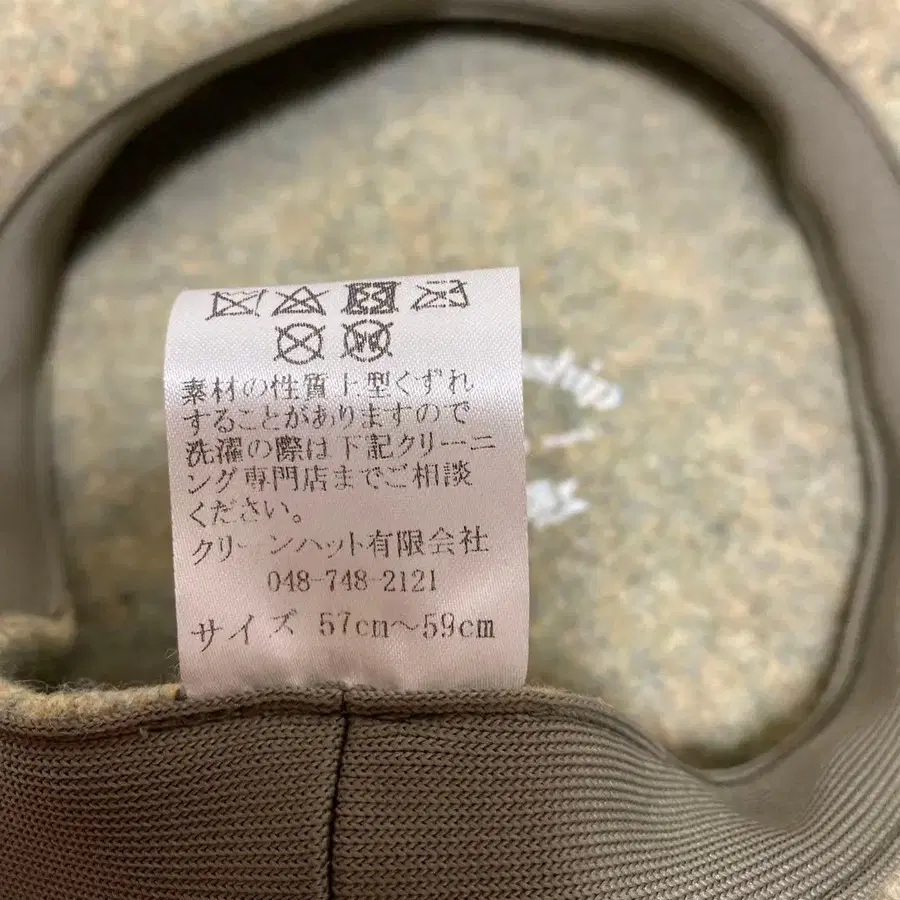 素材の性質上型くずれ
することがありますので
洗濯の際は下記クリーニ
ング専門店までご相談
ください。
クリーンハット有限会社
048-748-2121
サイズ 57cm～59cm